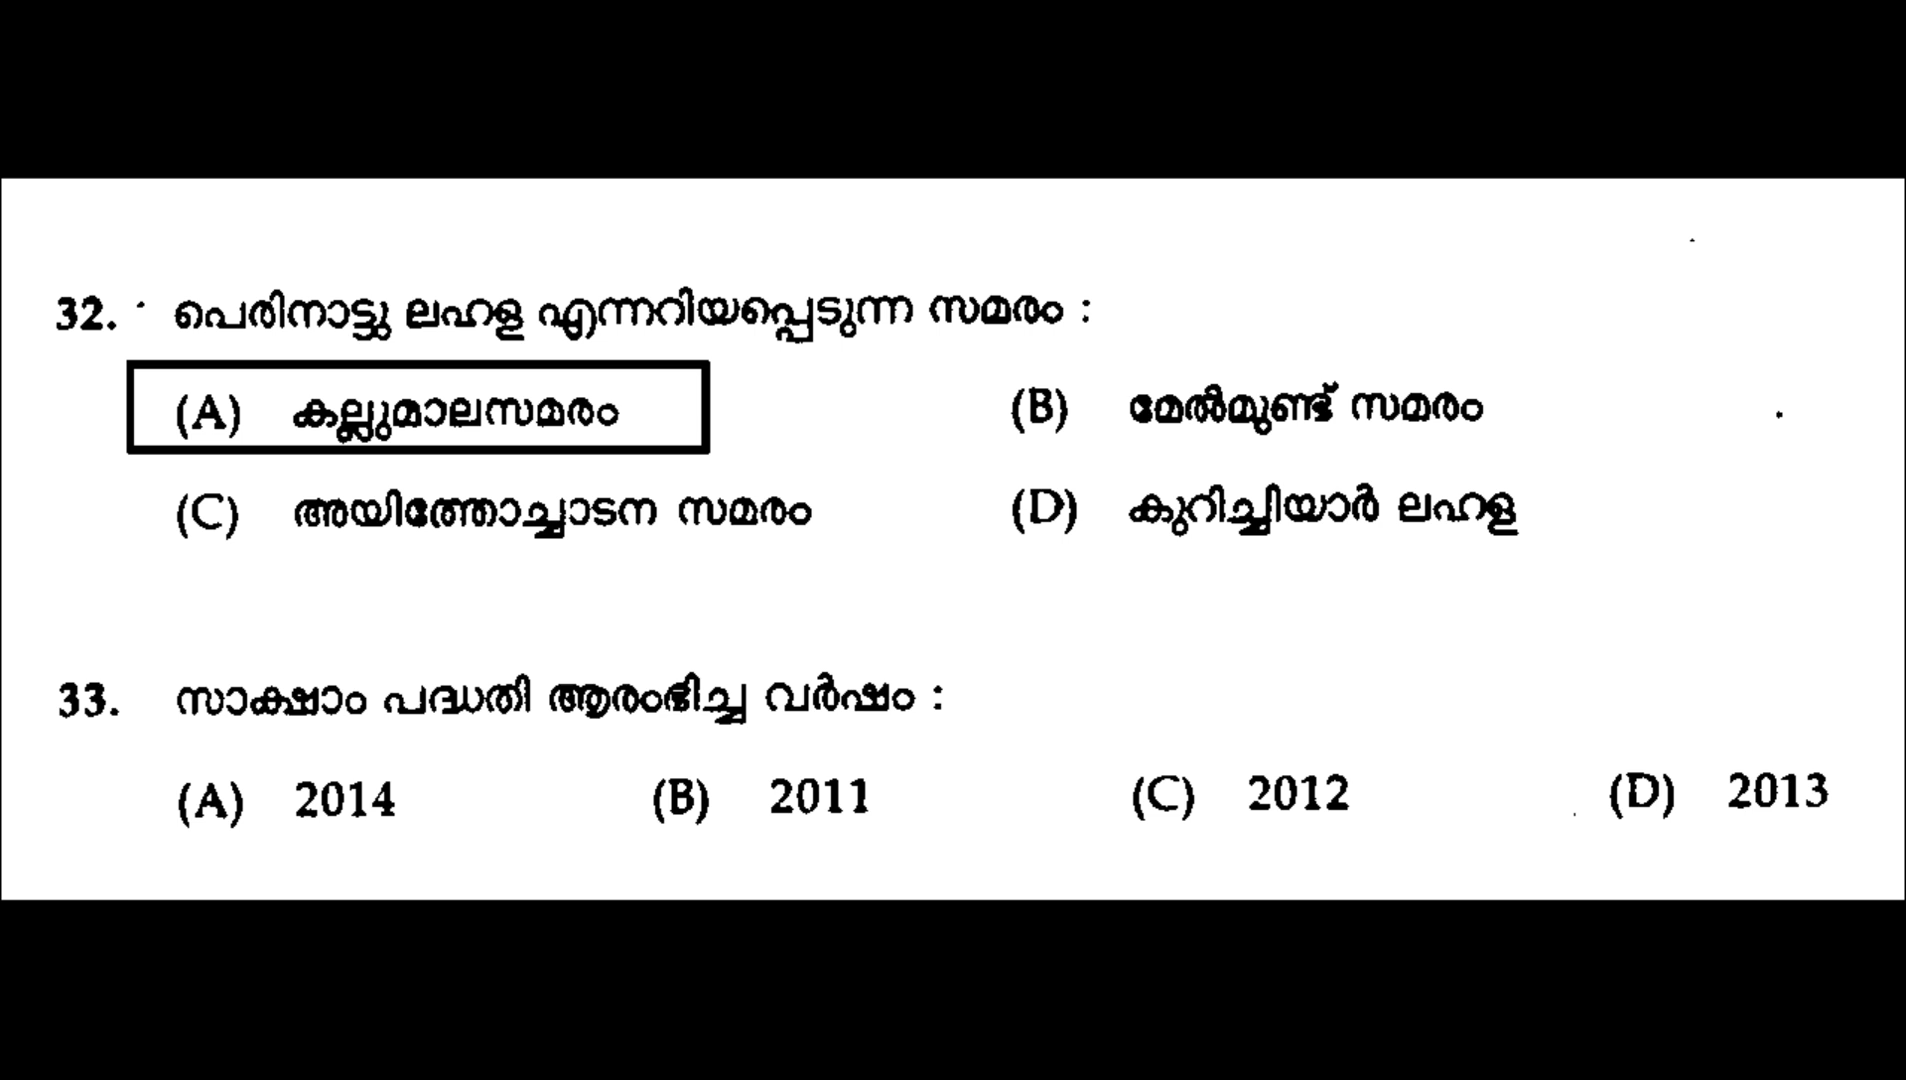 32. പെരിനാട്ടു ലഹള എന്നറിയപ്പെടുന്ന സമരം :
(A) കല്ലുമാലസമരം (B) മേൽമുണ്ട് സമരം
(C) അയിത്തോച്ചാടന സമരം (D) കുറിച്ച്യിയാർ ലഹള
33. സാക്ഷാം പദ്ധതി ആരംഭിച്ച വർഷം :
(A) 2014 (B) 2011 (C) 2012 (D) 2013